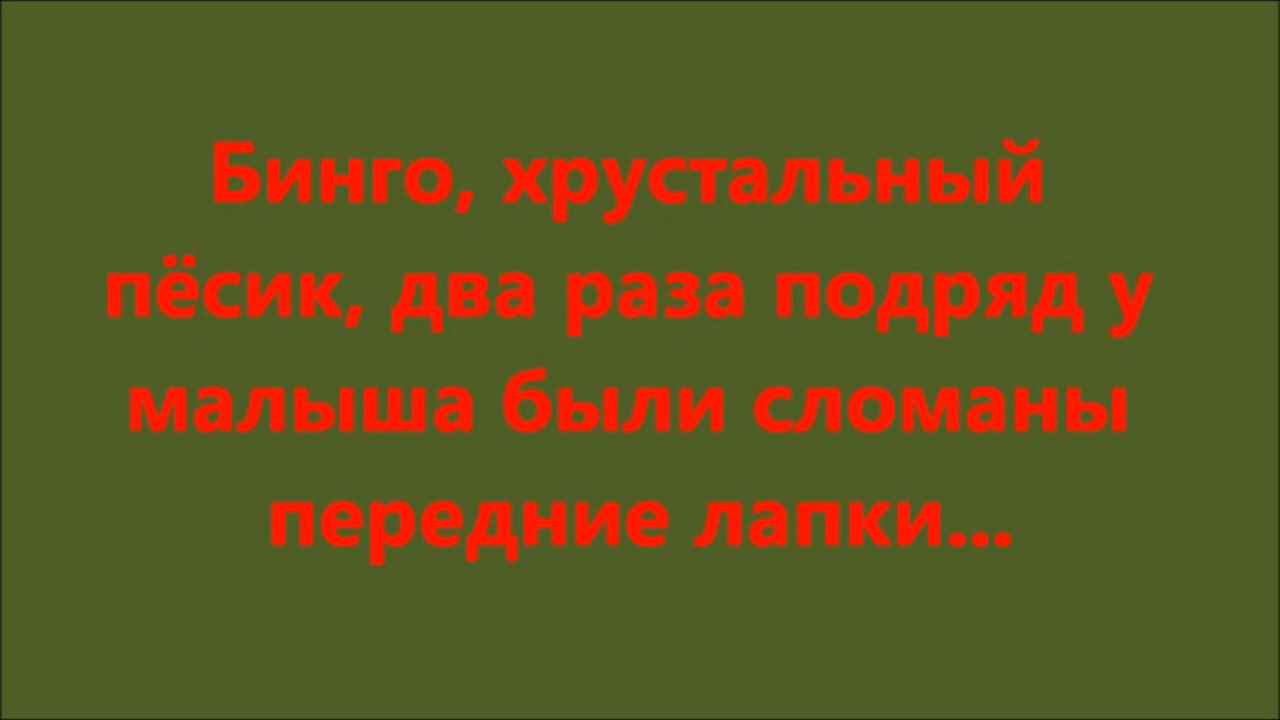 Бинго, хрустальный
пёсик, два раза подряд у
малыша были сломаны
передние лапки...